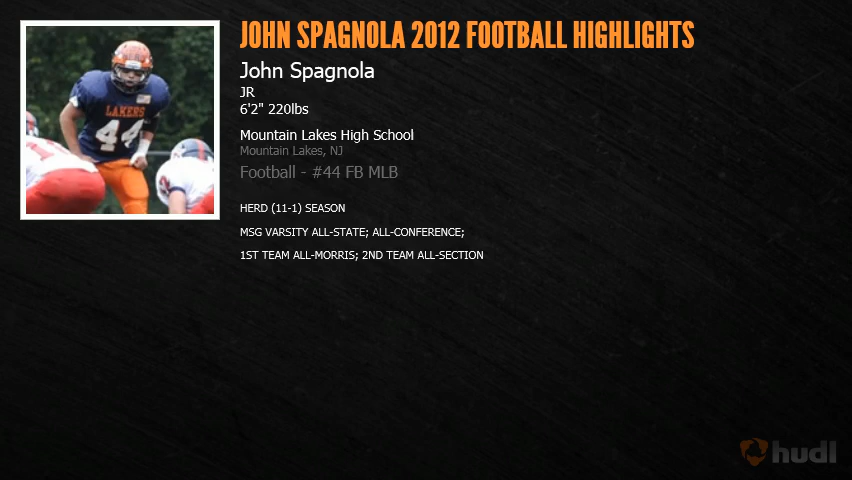 JOHN SPAGNOLA 2012 FOOTBALL HIGHLIGHTS
John Spagnola
JR
6'2" 220lbs
Mountain Lakes High School
Mountain Lakes, NJ
Football - #44 FB MLB
HERD (11-1) SEASON
MSG VARSITY ALL-STATE; ALL-CONFERENCE;
1ST TEAM ALL-MORRIS; 2ND TEAM ALL-SECTION
LAKERS
44
hudl